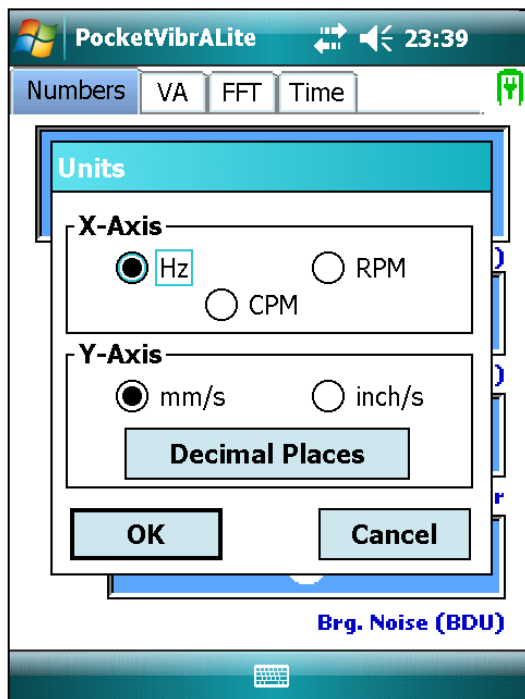 PocketVibrALite 23:39
Numbers VA FFT Time
Units
X-Axis
Hz RPM
CPM
)
Y-Axis
)
mm/s inch/s
Decimal Places
r
OK Cancel
Brg. Noise (BDU)